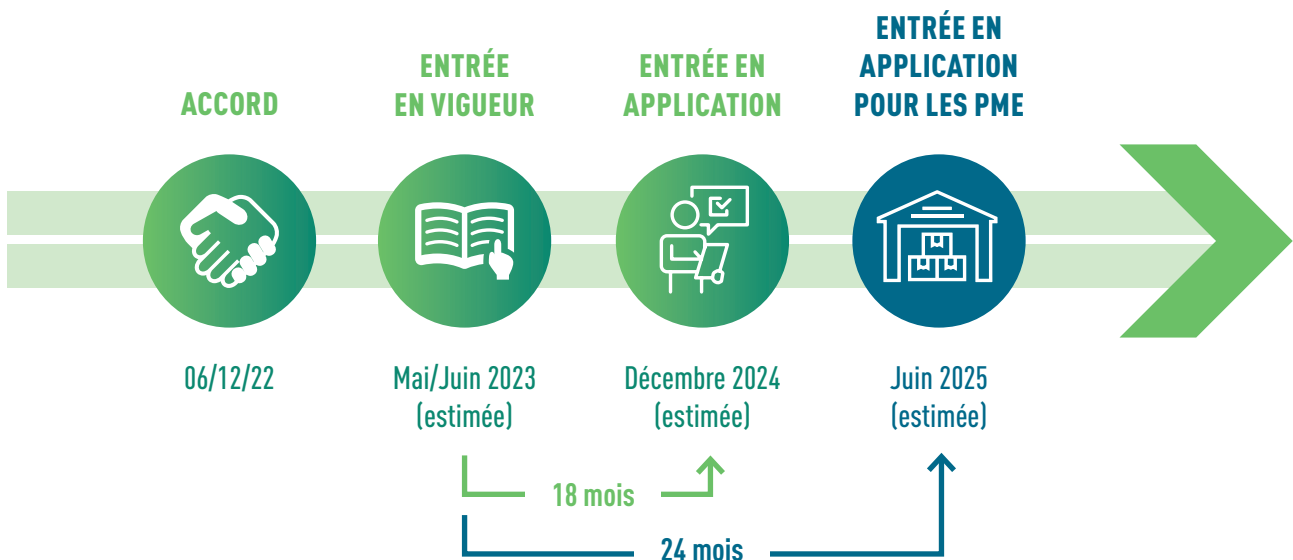 ACCORD
ENTRÉE
EN VIGUEUR
ENTRÉE EN
APPLICATION
ENTRÉE EN
APPLICATION
POUR LES PME
06/12/22
Mai/Juin 2023
(estimée)
Décembre 2024
(estimée)
Juin 2025
(estimée)
18 mois
24 mois